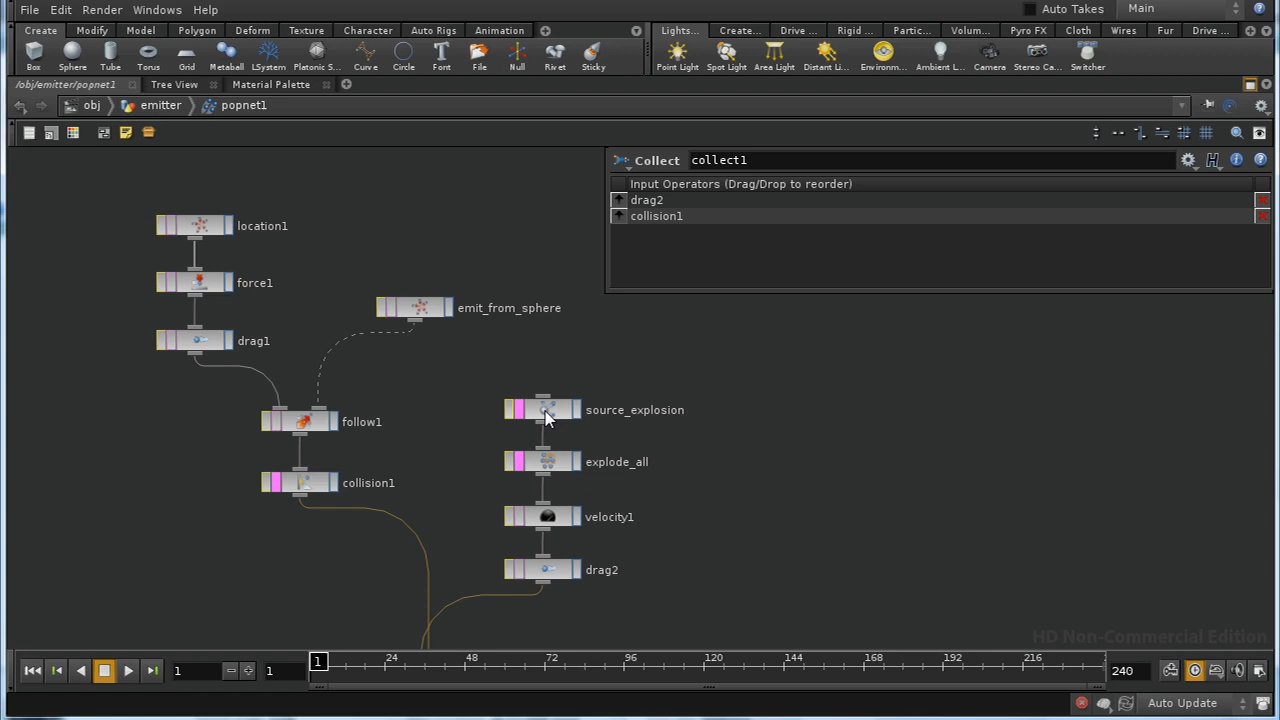 File Edit Render Windows Help Auto Takes Main
Create Modify Model Polygon Deform Texture Character Auto Rigs Animation Lights... Create... Drive ... Rigid ... Partic... Volum... Pyro FX Cloth Wires Fur Drive ...
Box Sphere Tube Torus Grid Metaball LSystem Platonic S... Curve Circle Font File Null Rivet Sticky Point Light Spot Light Area Light Distant Li... Environm... Ambient L... Camera Stereo Ca... Switcher
/obj/emitter/popnet1 Tree View Material Palette
obj emitter popnet1
Collect collect1
Input Operators (Drag/Drop to reorder)
drag2
collision1
location1
force1
emit_from_sphere
drag1
source_explosion
follow1
explode_all
collision1
velocity1
drag2
HD Non-Commercial Edition
1 1 1 24 48 72 96 120 144 168 192 216 240
Auto Update